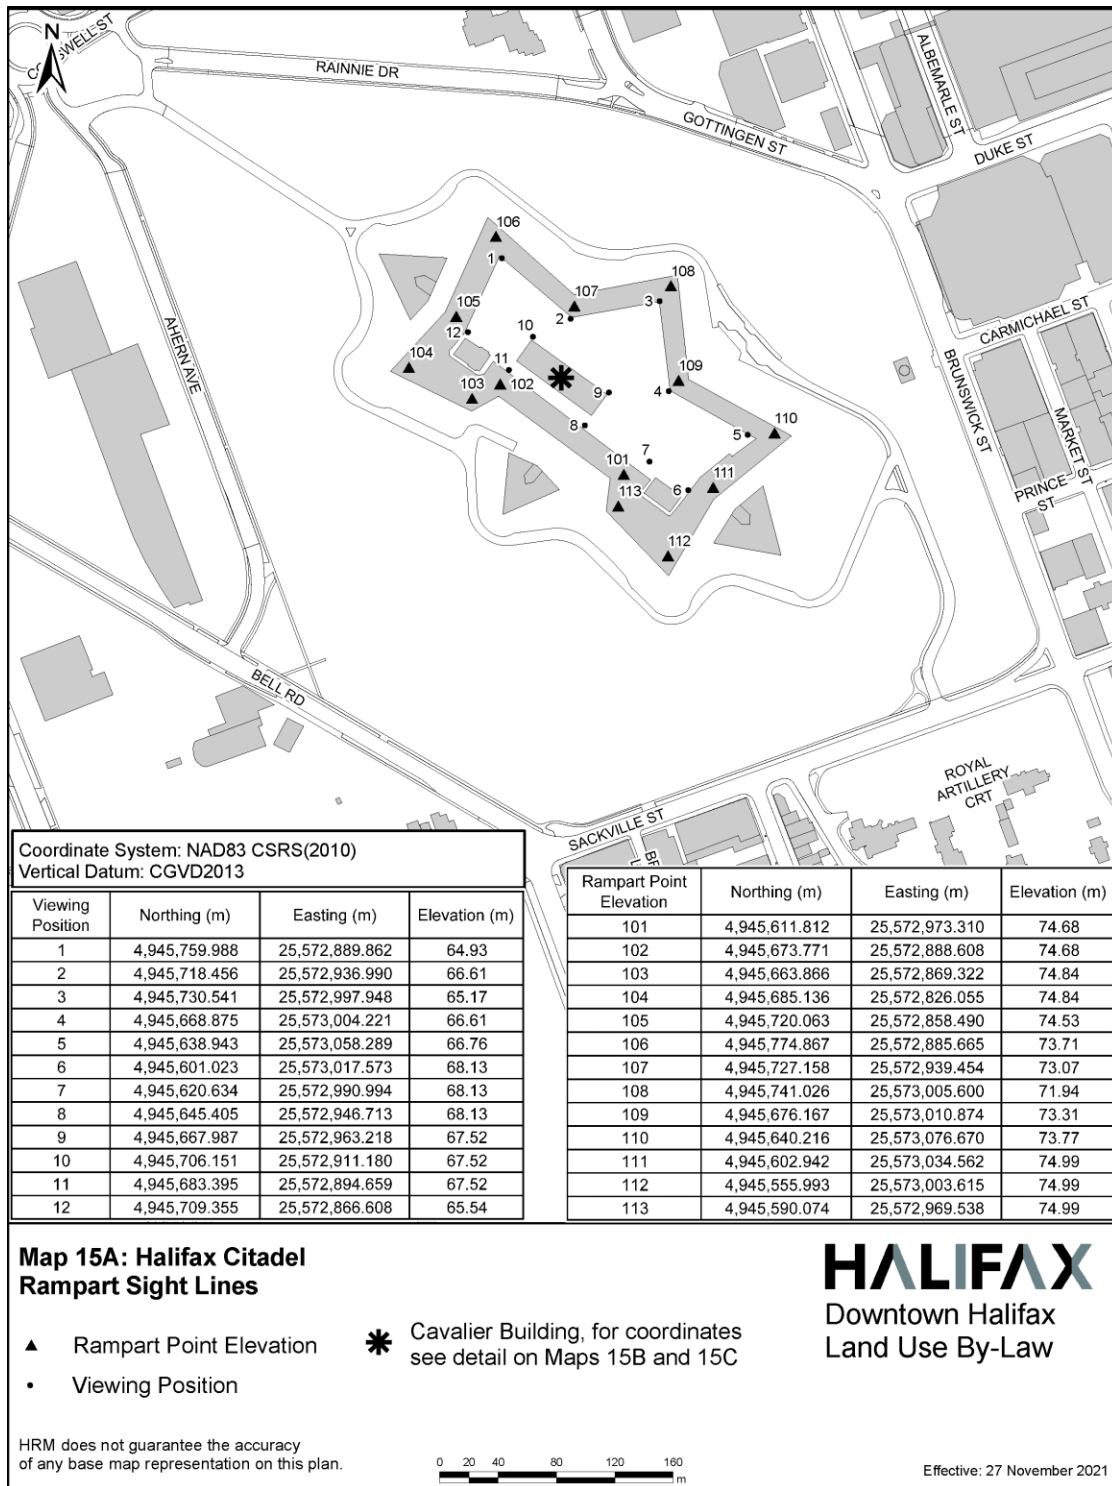 N
COGSWELL ST
RAINNIE DR
GOTTINGEN ST
ALBEMARLE ST
DUKE ST
AHERN AVE
CARMICHAEL ST
BRUNSWICK ST
MARKET ST
PRINCE ST
BELL RD
SACKVILLE ST
ROYAL
ARTILLERY
CRT
106
1
105
12
104
103
11
102
10
107
2
3
108
109
4
9
8
5
110
7
101
113
6
111
112
Coordinate System: NAD83 CSRS(2010)
Vertical Datum: CGVD2013
Viewing Position Northing (m) Easting (m) Elevation (m)
1 4,945,759.988 25,572,889.862 64.93
2 4,945,718.456 25,572,936.990 66.61
3 4,945,730.541 25,572,997.948 65.17
4 4,945,668.875 25,573,004.221 66.61
5 4,945,638.943 25,573,058.289 66.76
6 4,945,601.023 25,573,017.573 68.13
7 4,945,620.634 25,572,990.994 68.13
8 4,945,645.405 25,572,946.713 68.13
9 4,945,667.987 25,572,963.218 67.52
10 4,945,706.151 25,572,911.180 67.52
11 4,945,683.395 25,572,894.659 67.52
12 4,945,709.355 25,572,866.608 65.54
Rampart Point Elevation Northing (m) Easting (m) Elevation (m)
101 4,945,611.812 25,572,973.310 74.68
102 4,945,673.771 25,572,888.608 74.68
103 4,945,663.866 25,572,869.322 74.84
104 4,945,685.136 25,572,826.055 74.84
105 4,945,720.063 25,572,858.490 74.53
106 4,945,774.867 25,572,885.665 73.71
107 4,945,727.158 25,572,939.454 73.07
108 4,945,741.026 25,573,005.600 71.94
109 4,945,676.167 25,573,010.874 73.31
110 4,945,640.216 25,573,076.670 73.77
111 4,945,602.942 25,573,034.562 74.99
112 4,945,555.993 25,573,003.615 74.99
113 4,945,590.074 25,572,969.538 74.99
Map 15A: Halifax Citadel
Rampart Sight Lines
Rampart Point Elevation
Viewing Position
Cavalier Building, for coordinates
see detail on Maps 15B and 15C
HALIFAX
Downtown Halifax
Land Use By-Law
HRM does not guarantee the accuracy
of any base map representation on this plan.
0 20 40 80 120 160
m
Effective: 27 November 2021